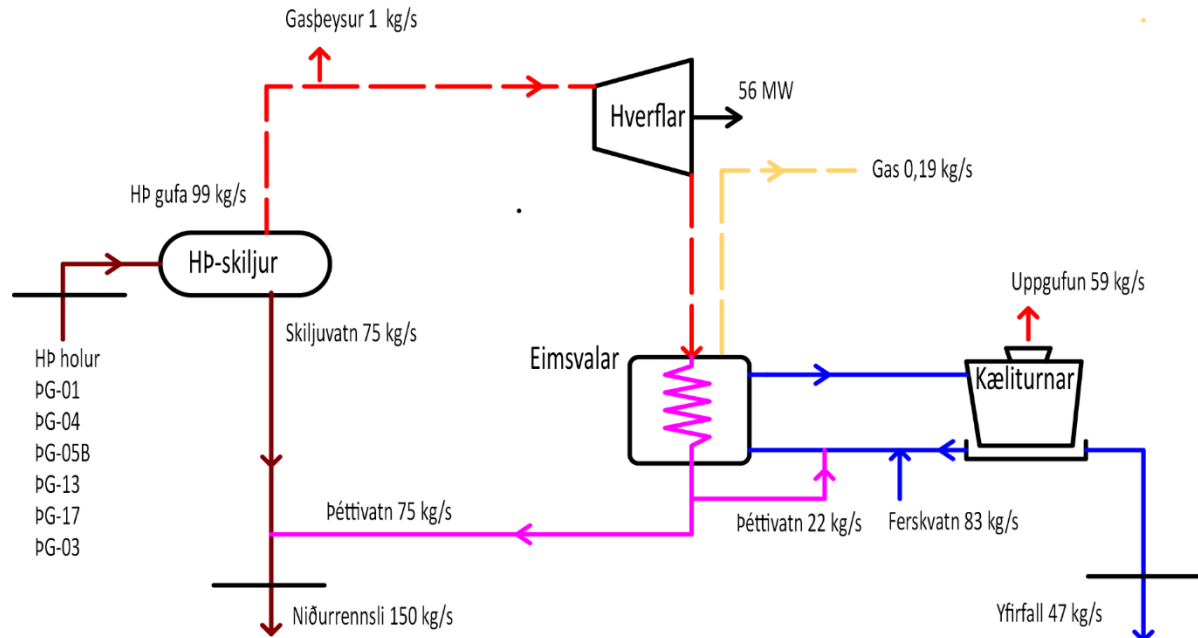 Gasþeysur 1 kg/s
56 MW
Hverflar
Gas 0,19 kg/s
HÞ gufa 99 kg/s
HÞ-skiljur
Uppgufun 59 kg/s
Skiljuvatn 75 kg/s
Eimsvalar
Kæliturnar
HÞ holur
ÞG-01
ÞG-04
ÞG-05B
ÞG-13
ÞG-17
ÞG-03
Þéttivatn 75 kg/s
Þéttivatn 22 kg/s
Ferskvatn 83 kg/s
Niðurrennsli 150 kg/s
Yfirfall 47 kg/s